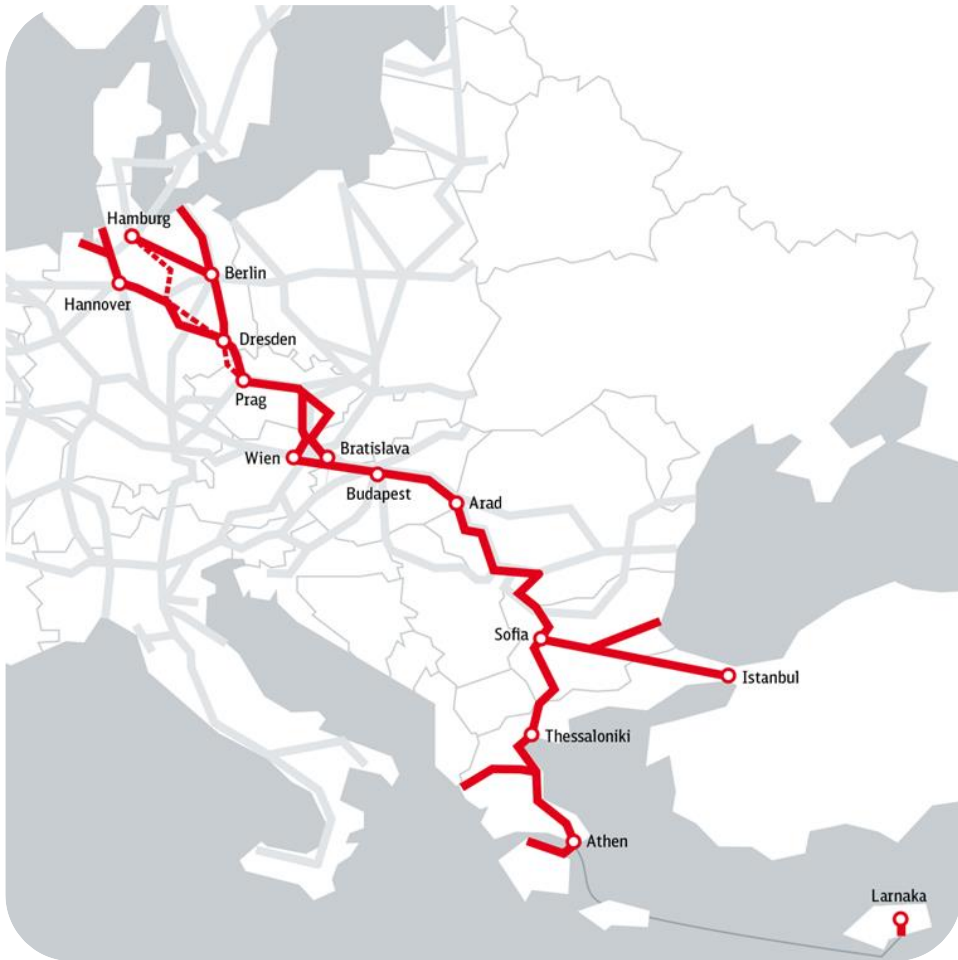 Hamburg
Berlin
Hannover
Dresden
Prag
Bratislava
Wien
Budapest
Arad
Sofia
Istanbul
Thessaloniki
Athen
Larnaka